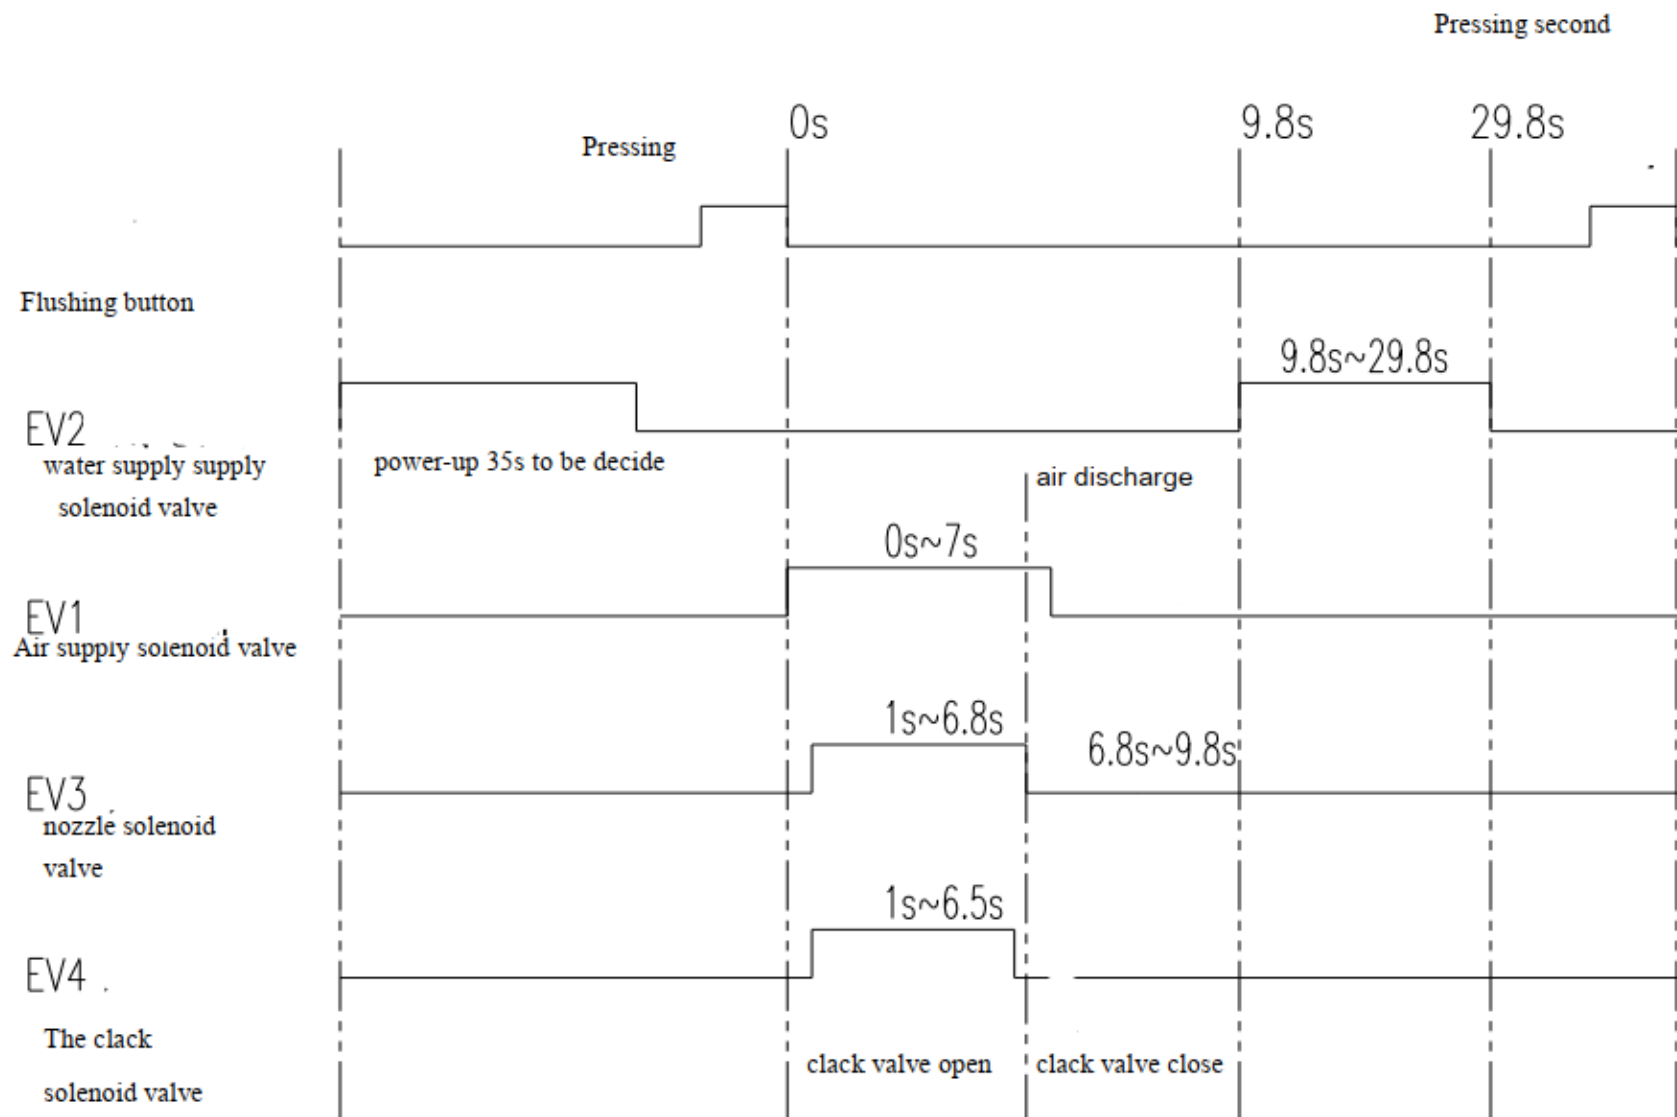 Pressing second
0s
9.8s
29.8s
Pressing
Flushing button
9.8s~29.8s
EV2
water supply supply
solenoid valve
power-up 35s to be decide
air discharge
0s~7s
EV1
Air supply solenoid valve
1s~6.8s
6.8s~9.8s
EV3
nozzle solenoid
valve
1s~6.5s
EV4
The clack
solenoid valve
clack valve open
clack valve close